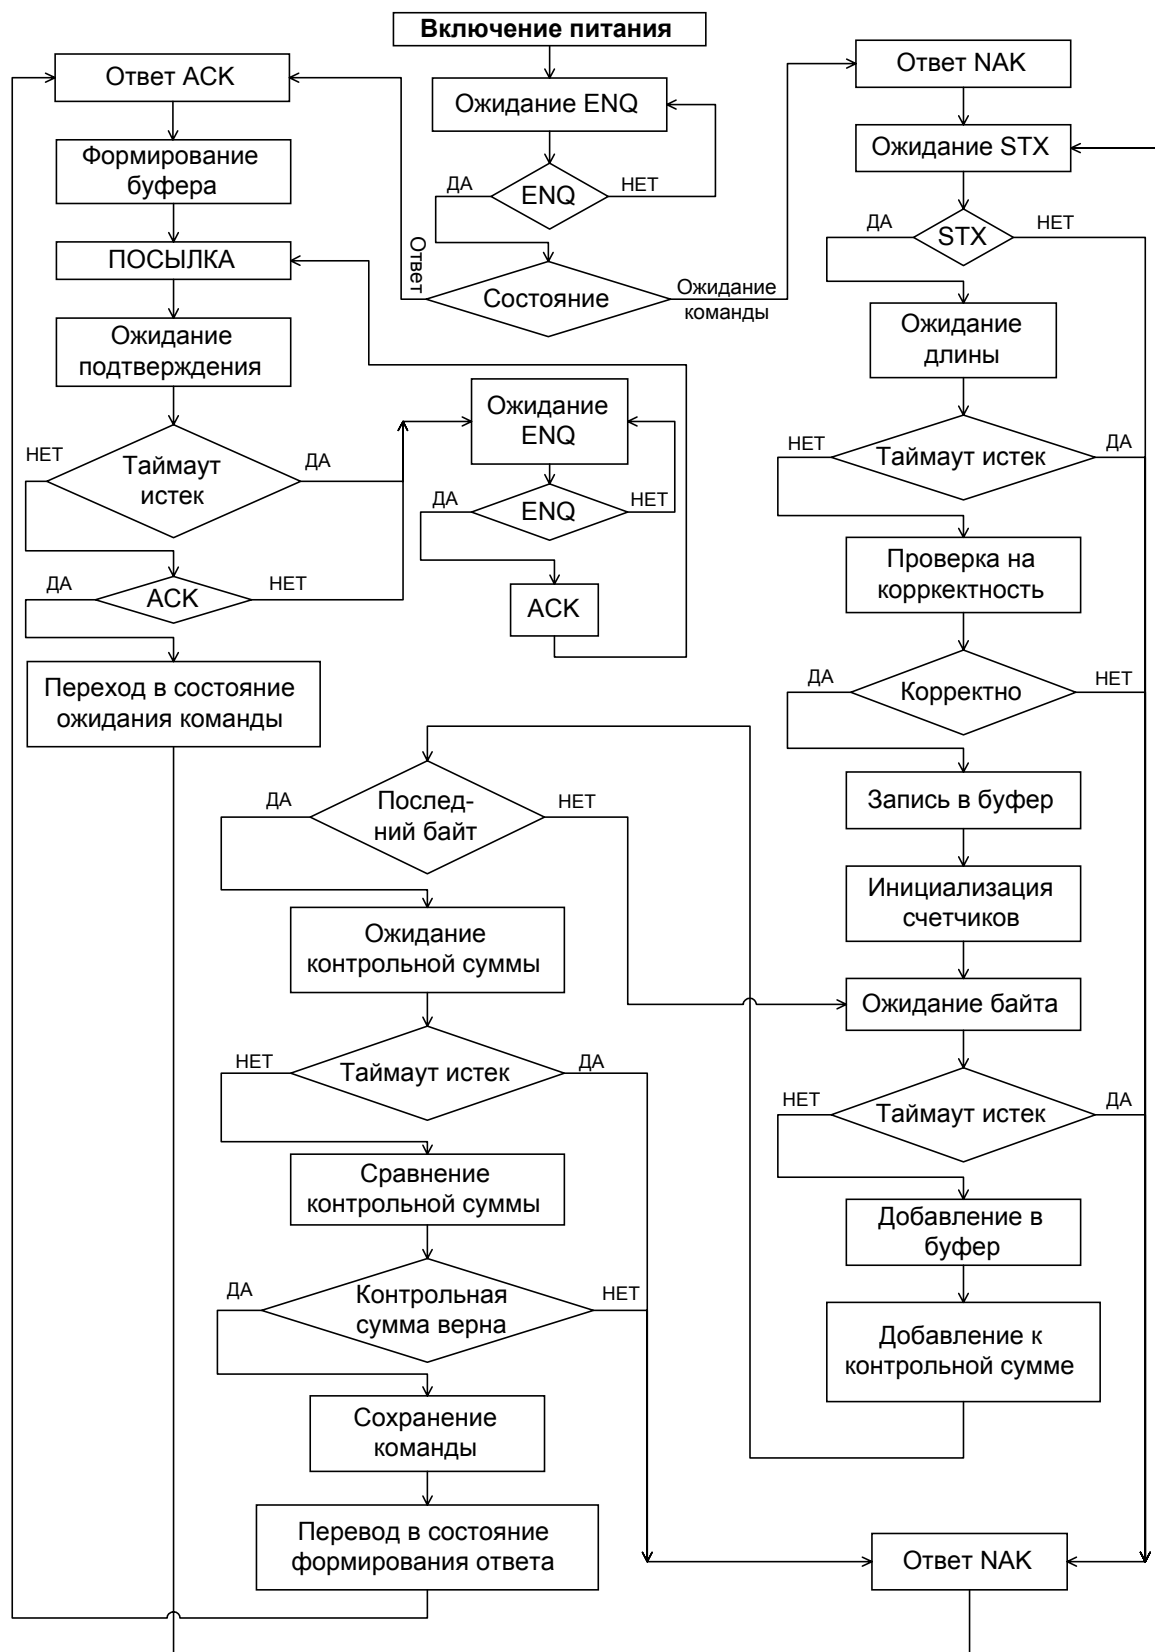 Включение питания
Ответ ACK
Ожидание ENQ
Ответ NAK
Формирование
буфера
ДА
ENQ
НЕТ
Ожидание STX
ПОСЫЛКА
Ответ
Состояние
Ожидание
команды
ДА
STX
НЕТ
Ожидание
подтверждения
Ожидание
длины
НЕТ
Таймаут
истек
ДА
Ожидание
ENQ
НЕТ
Таймаут истек
ДА
ДА
ENQ
НЕТ
ДА
ACK
НЕТ
ACK
Проверка на
корркектность
Переход в состояние
ожидания команды
ДА
Корректно
НЕТ
ДА
Послед-
ний байт
НЕТ
Запись в буфер
Ожидание
контрольной суммы
Инициализация
счетчиков
Ожидание байта
НЕТ
Таймаут истек
ДА
НЕТ
Таймаут истек
ДА
Сравнение
контрольной суммы
Добавление в
буфер
ДА
Контрольная
сумма верна
НЕТ
Добавление к
контрольной сумме
Сохранение
команды
Перевод в состояние
формирования ответа
Ответ NAK